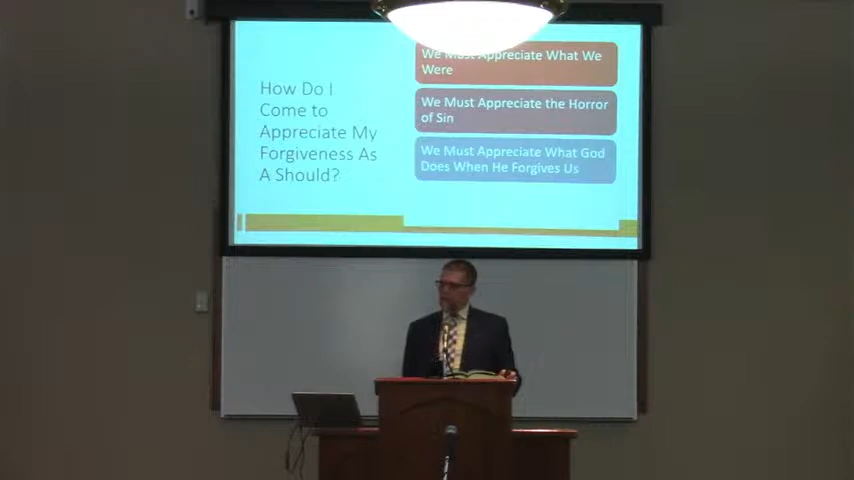 How Do I
Come to
Appreciate My
Forgiveness As
A Should?
We Must Appreciate What We
Were
We Must Appreciate the Horror
of Sin
We Must Appreciate What God
Does When He Forgives Us